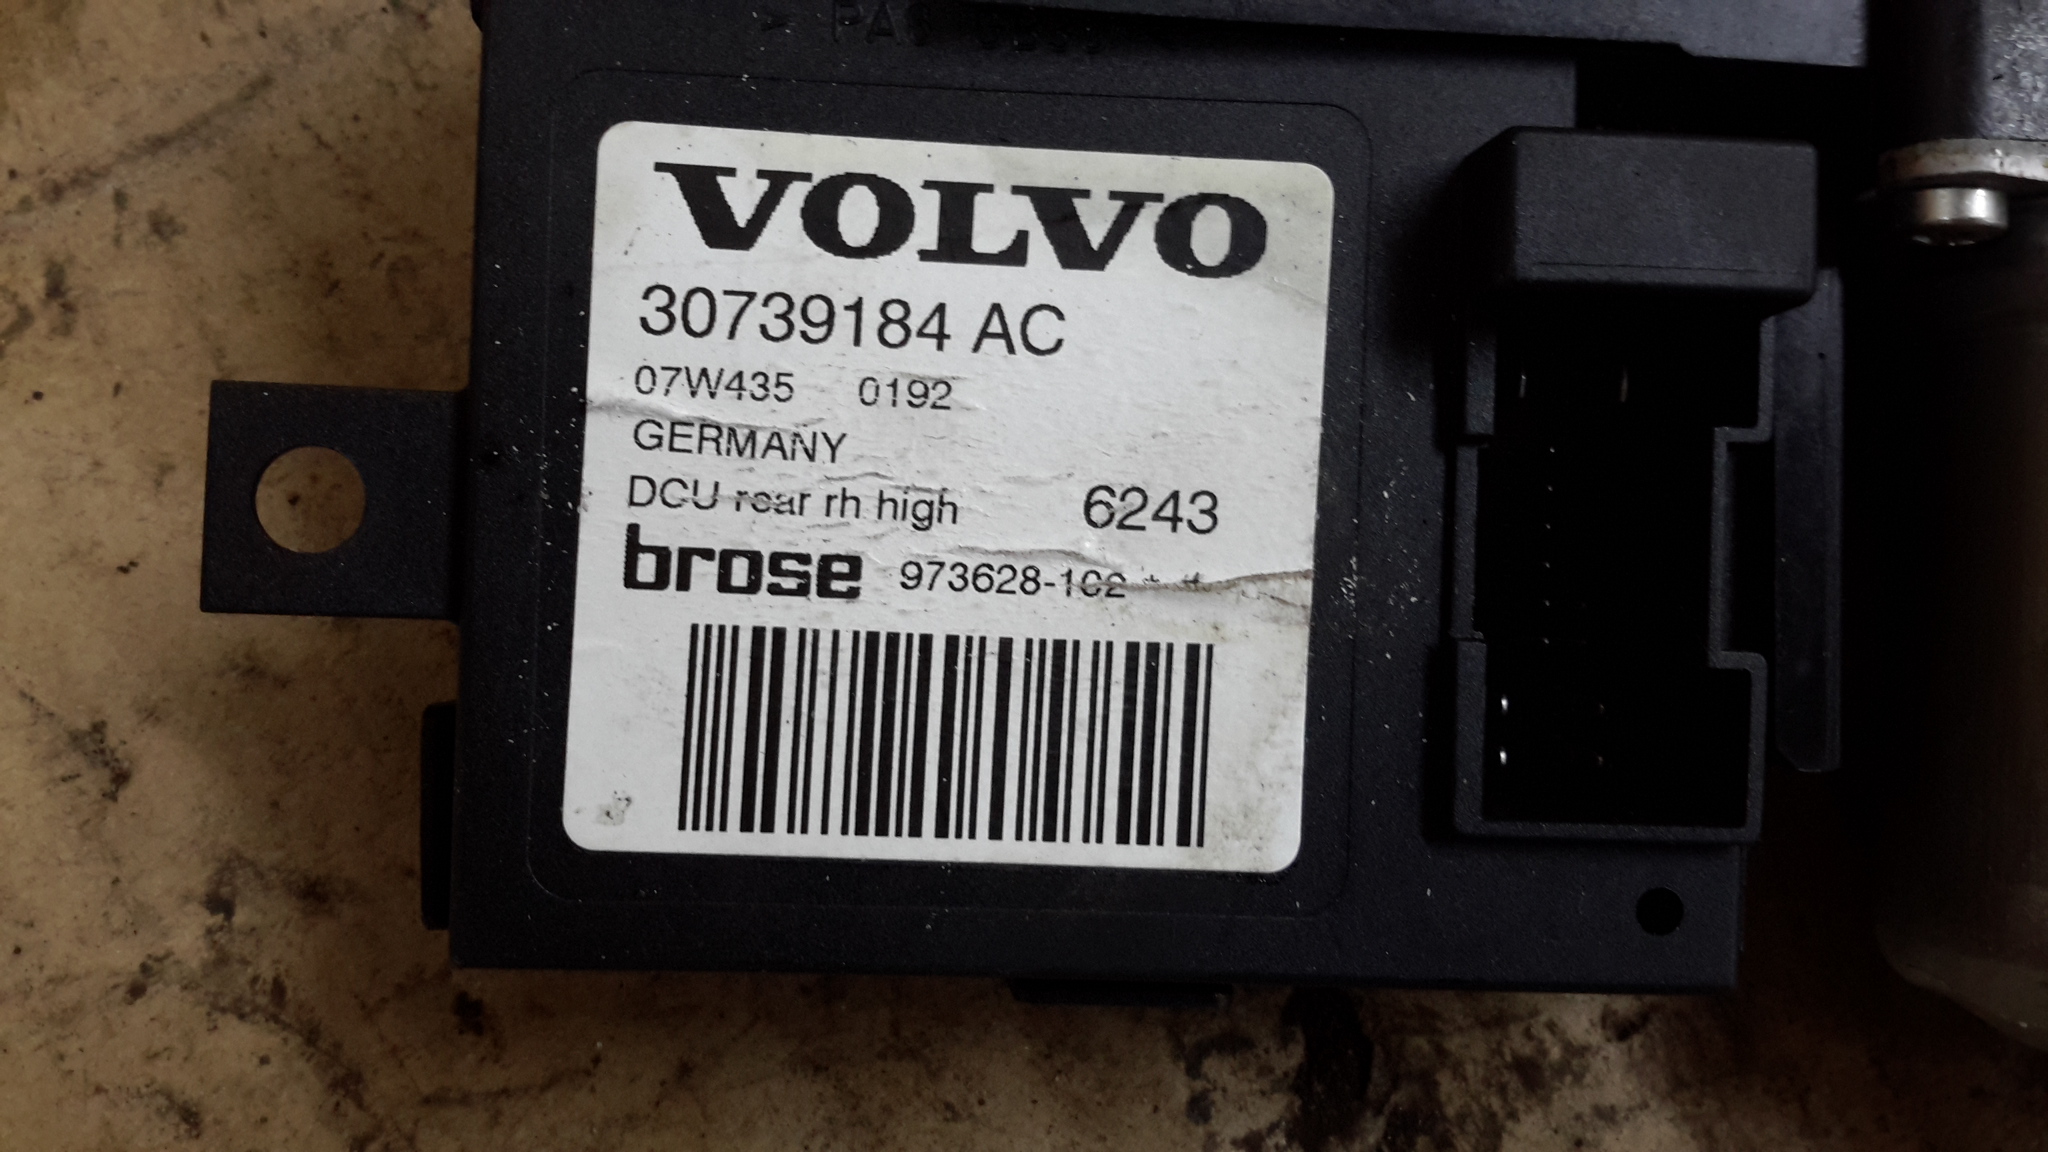 VOLVO
30739184 AC
07W435 0192
GERMANY
DCU rear rh high 6243
brose 973628-102